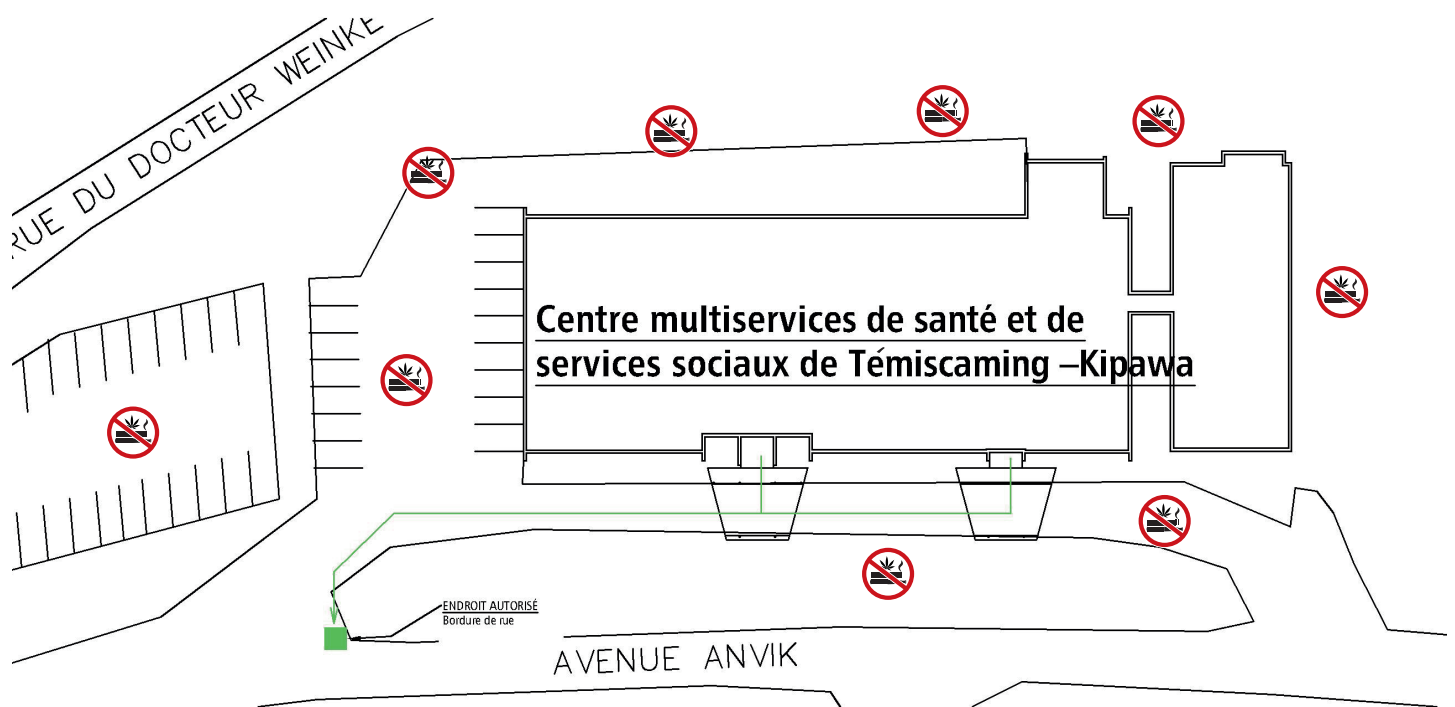 RUE DU DOCTEUR WEINKE
Centre multiservices de santé et de
services sociaux de Témiscaming –Kipawa
ENDROIT AUTORISÉ
Bordure de rue
AVENUE ANVIK